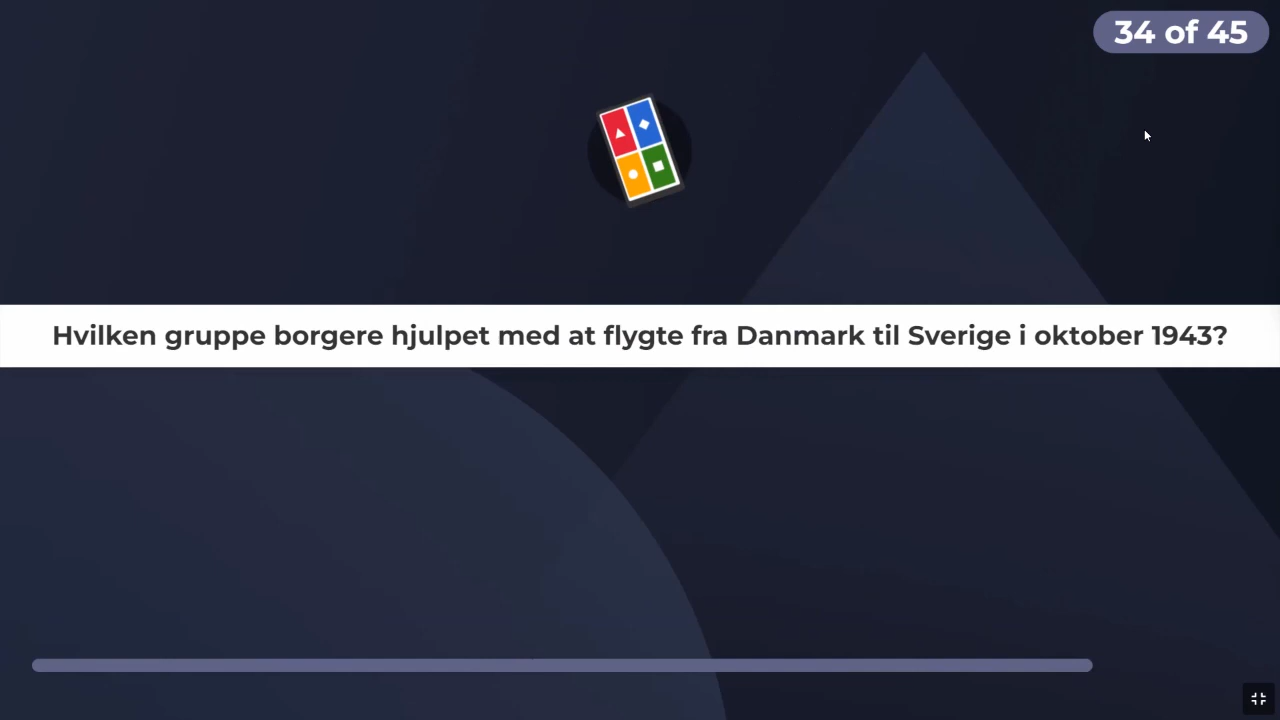 34 of 45
Hvilken gruppe borgere hjulpet med at flygte fra Danmark til Sverige i oktober 1943?